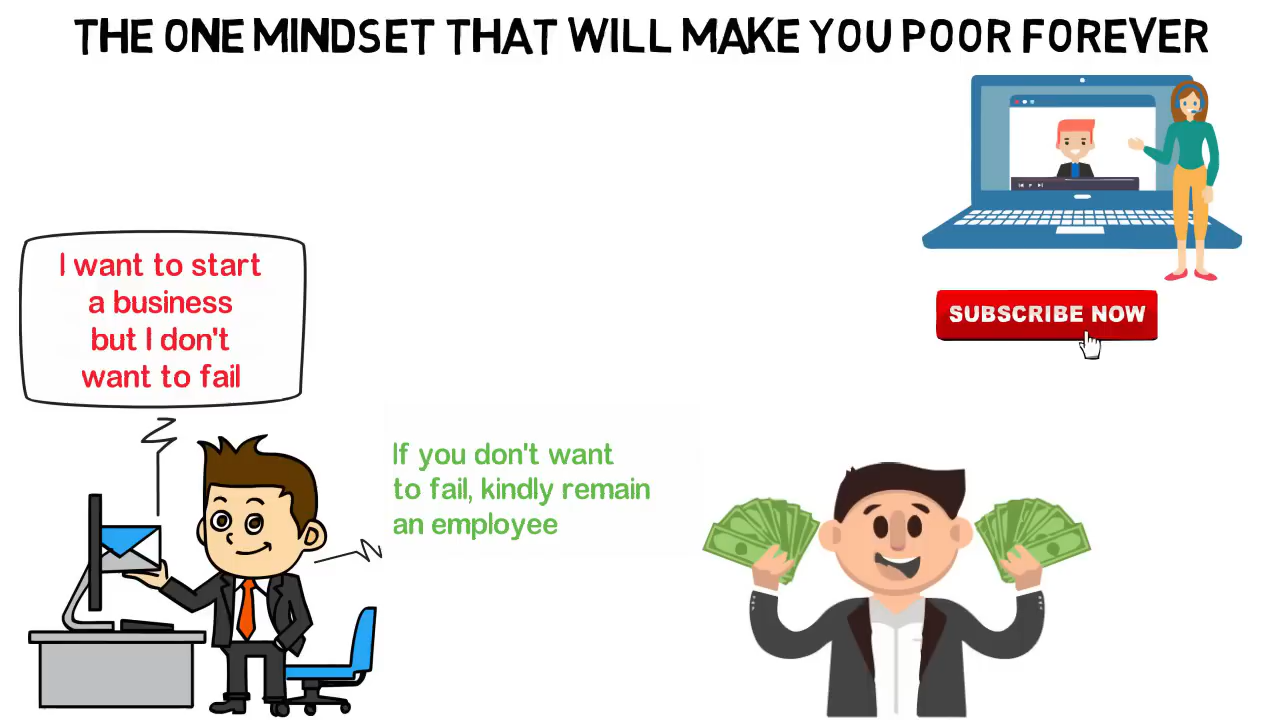 THE ONE MINDSET THAT WILL MAKE YOU POOR FOREVER
I want to start
a business
but I don't
want to fail
SUBSCRIBE NOW
If you don't want
to fail, kindly remain
an employee